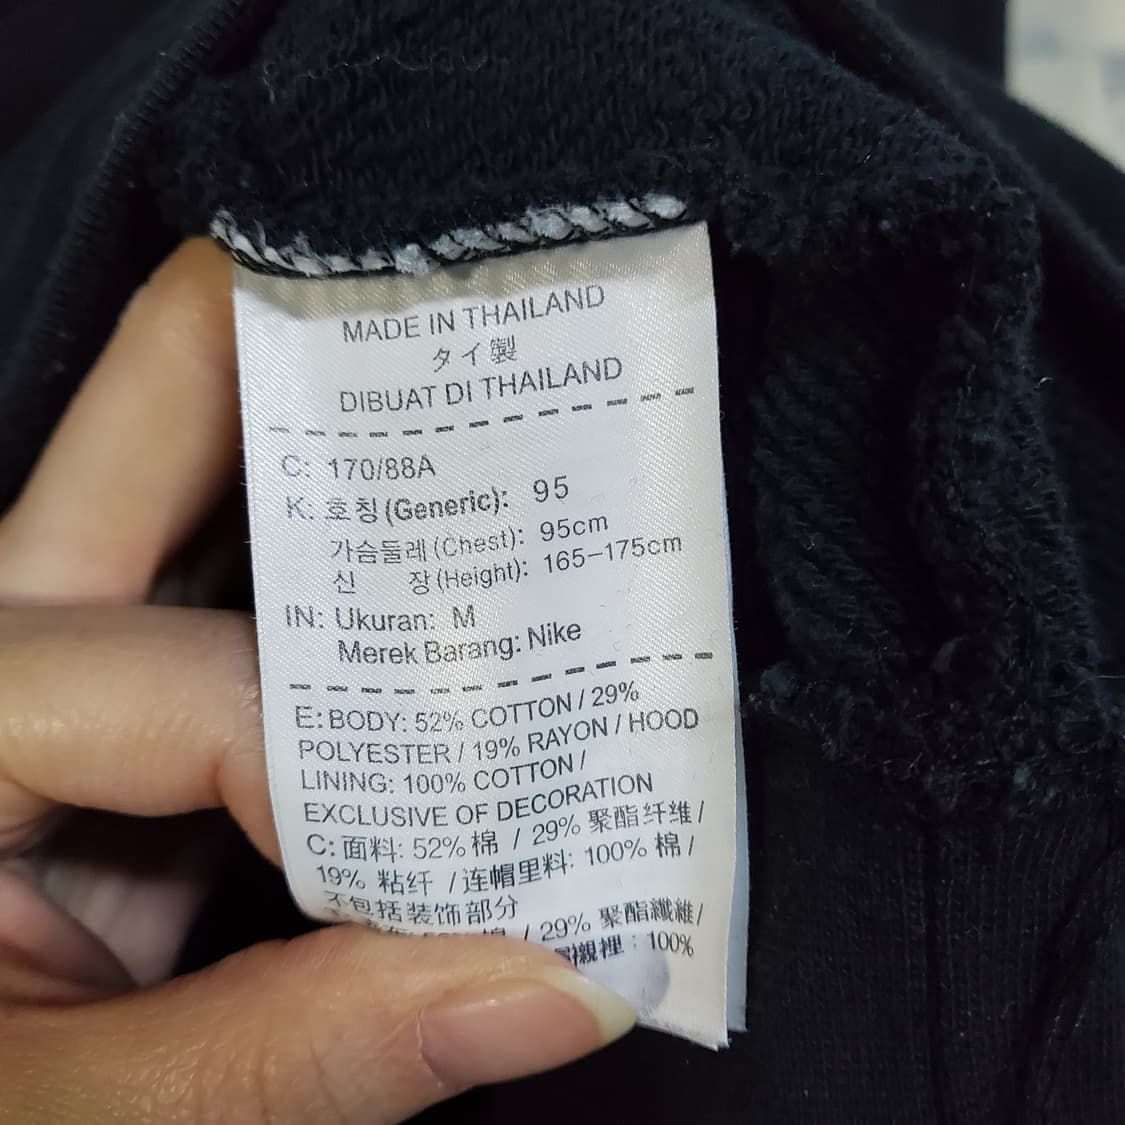 MADE IN THAILAND
タイ製
DIBUAT DI THAILAND
C: 170/88A
K: 호칭(Generic): 95
가슴둘레(Chest): 95cm
신 장(Height): 165-175cm
IN: Ukuran: M
Merek Barang: Nike
E: BODY: 52% COTTON / 29%
POLYESTER / 19% RAYON / HOOD
LINING: 100% COTTON /
EXCLUSIVE OF DECORATION
C: 面料: 52% 棉 / 29% 聚酯纤维 /
19% 粘纤 / 连帽里料: 100% 棉 /
不包括装饰部分
/ 29% 聚酯纖維/
襯裡：100%